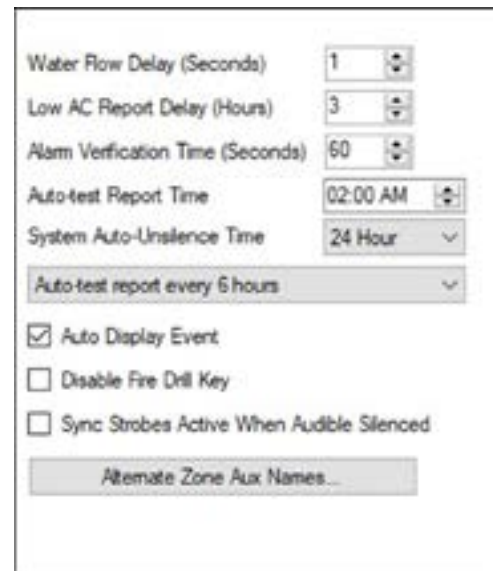 Water Flow Delay (Seconds) 1
Low AC Report Delay (Hours) 3
Alarm Verfication Time (Seconds) 60
Auto-test Report Time 02:00 AM
System Auto-Unsilence Time 24 Hour
Auto-test report every 6 hours
Auto Display Event
Disable Fire Drill Key
Sync Strobes Active When Audible Silenced
Alternate Zone Aux Names...